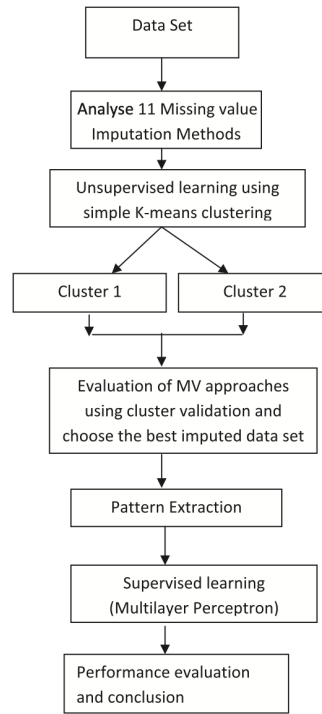 Data Set
Analyse 11 Missing value
Imputation Methods
Unsupervised learning using
simple K-means clustering
Cluster 1
Cluster 2
Evaluation of MV approaches
using cluster validation and
choose the best imputed data set
Pattern Extraction
Supervised learning
(Multilayer Perceptron)
Performance evaluation
and conclusion